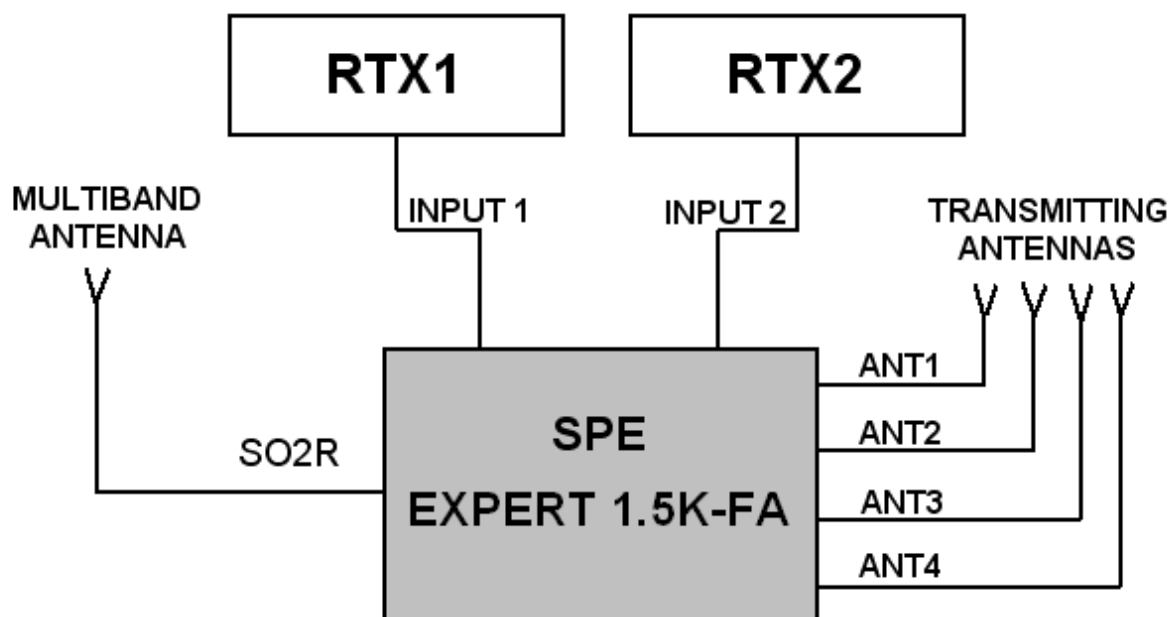 RTX1
RTX2
MULTIBAND
ANTENNA
INPUT 1
INPUT 2
TRANSMITTING
ANTENNAS
ANT1
SPE
ANT2
SO2R
EXPERT 1.5K-FA
ANT3
ANT4